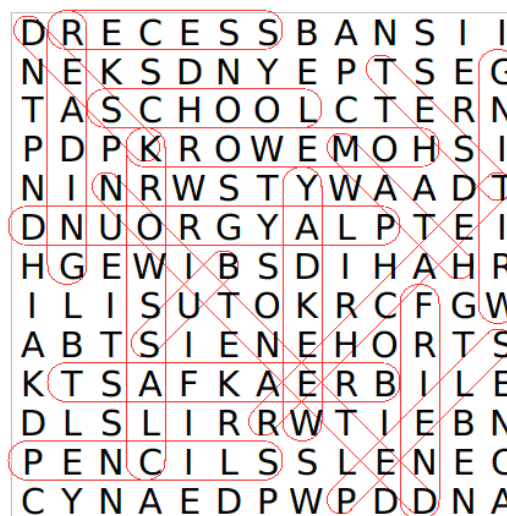 D R E C E S S B A N S I I
N E K S D N Y E P T S E G
T A S C H O O L C T E R N
P D P K R O W E M O H S I
N I N R W S T Y W A A D T
D N U O R G Y A L P T E I
H G E W I B S D I H A H R
I L I S U T O K R C F G W
A B T S I E N E H O R T S
K T S A F K A E R B I L E
D L S L I R R W T I E B N
P E N C I L S S L E N E C
C Y N A E D P W P D D N A